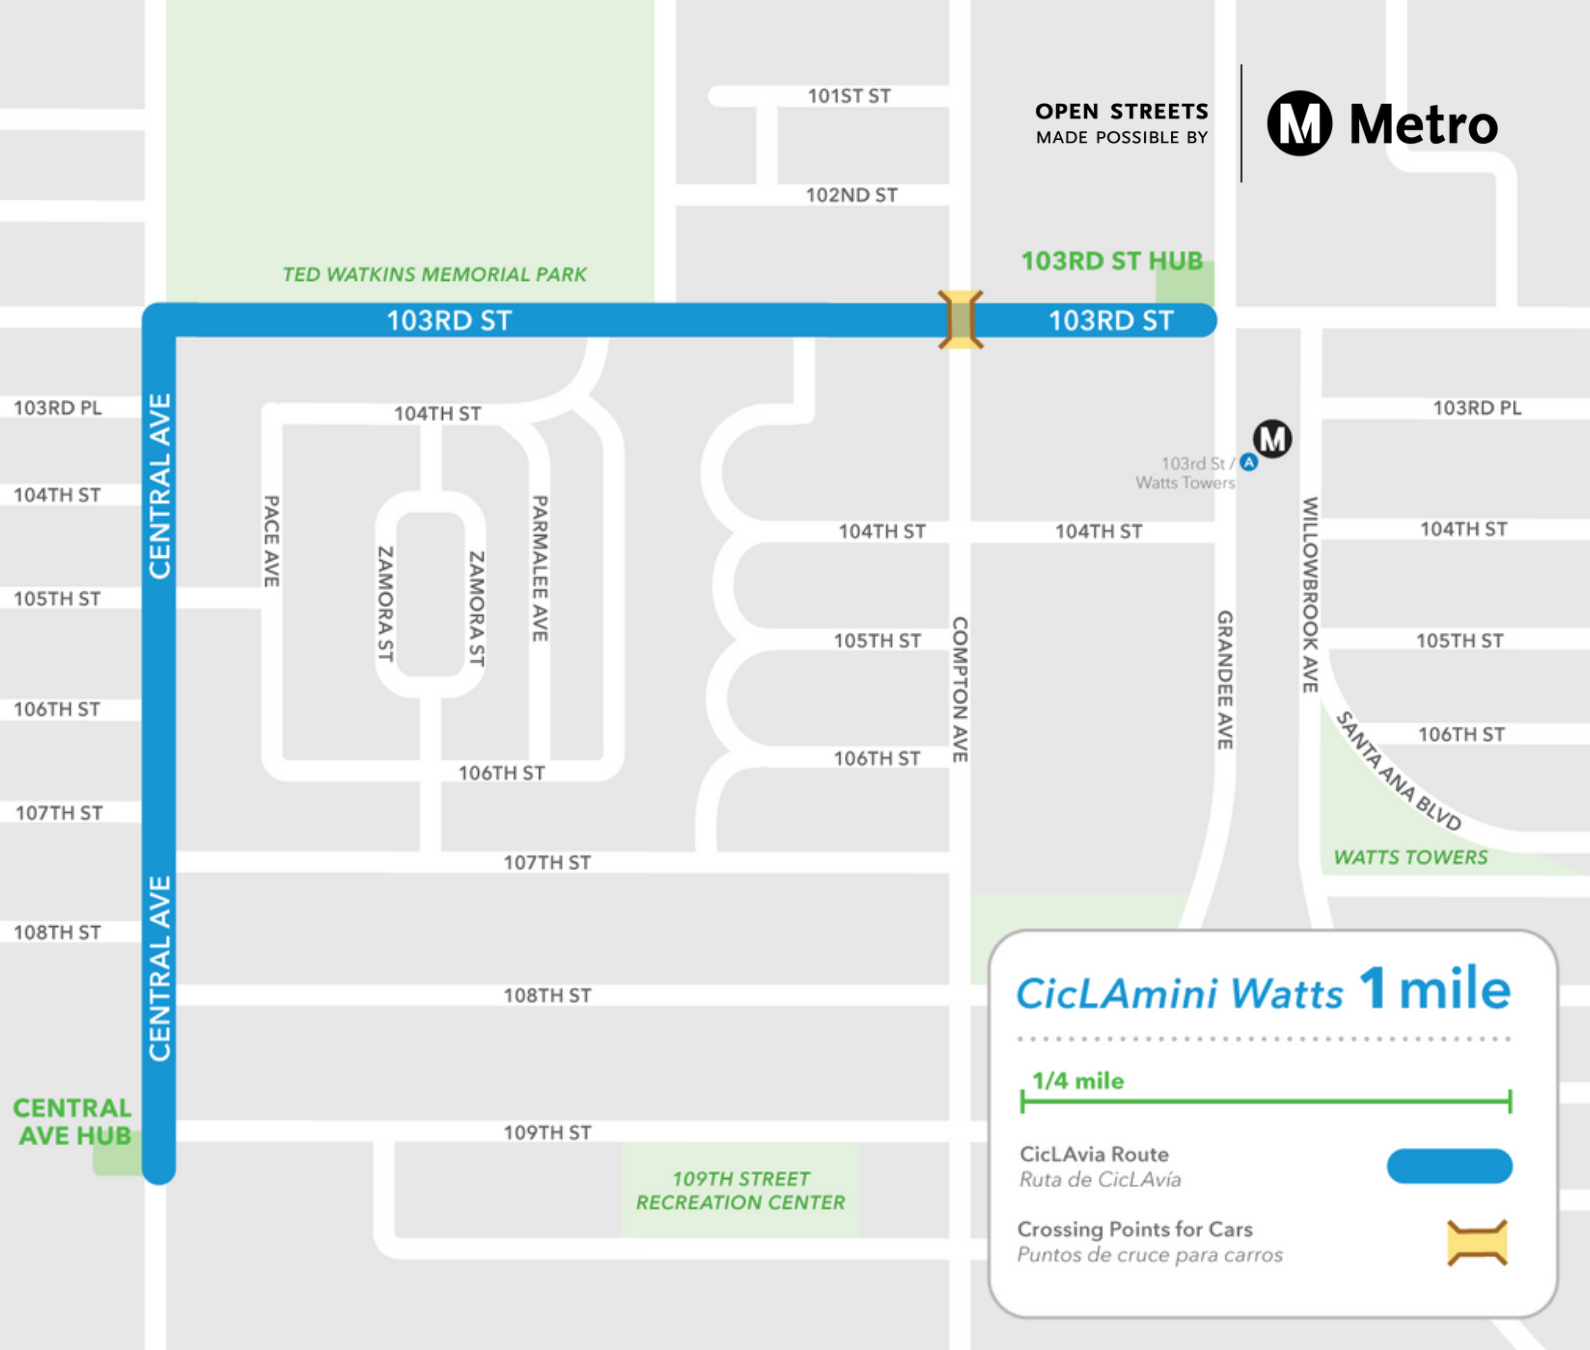 101ST ST
OPEN STREETS
MADE POSSIBLE BY
M Metro
102ND ST
103RD ST HUB
TED WATKINS MEMORIAL PARK
103RD ST
103RD ST
103RD PL
104TH ST
103RD PL
CENTRAL AVE
M
103rd St /
Watts Towers
A
104TH ST
PACE AVE
ZAMORA ST
ZAMORA ST
PARMALEE AVE
104TH ST
104TH ST
WILLOWBROOK AVE
104TH ST
105TH ST
105TH ST
COMPTON AVE
GRANDEE AVE
105TH ST
106TH ST
106TH ST
106TH ST
SANTA ANA BLVD
106TH ST
107TH ST
107TH ST
WATTS TOWERS
CENTRAL AVE
108TH ST
108TH ST
CENTRAL
AVE HUB
109TH ST
109TH STREET
RECREATION CENTER
CicLAmini Watts 1 mile
1/4 mile
CicLAvia Route
Ruta de CicLAvía
Crossing Points for Cars
Puntos de cruce para carros